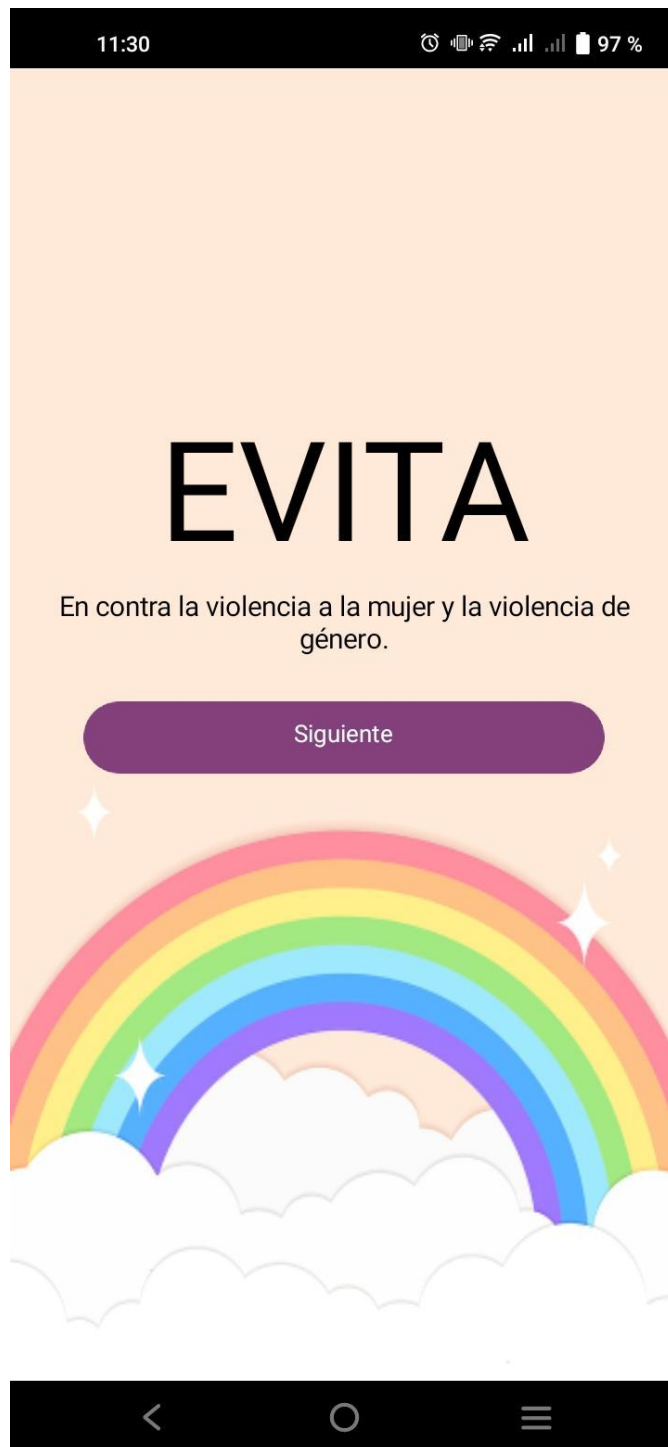 11:30
97 %
EVITA
En contra la violencia a la mujer y la violencia de
género.
Siguiente